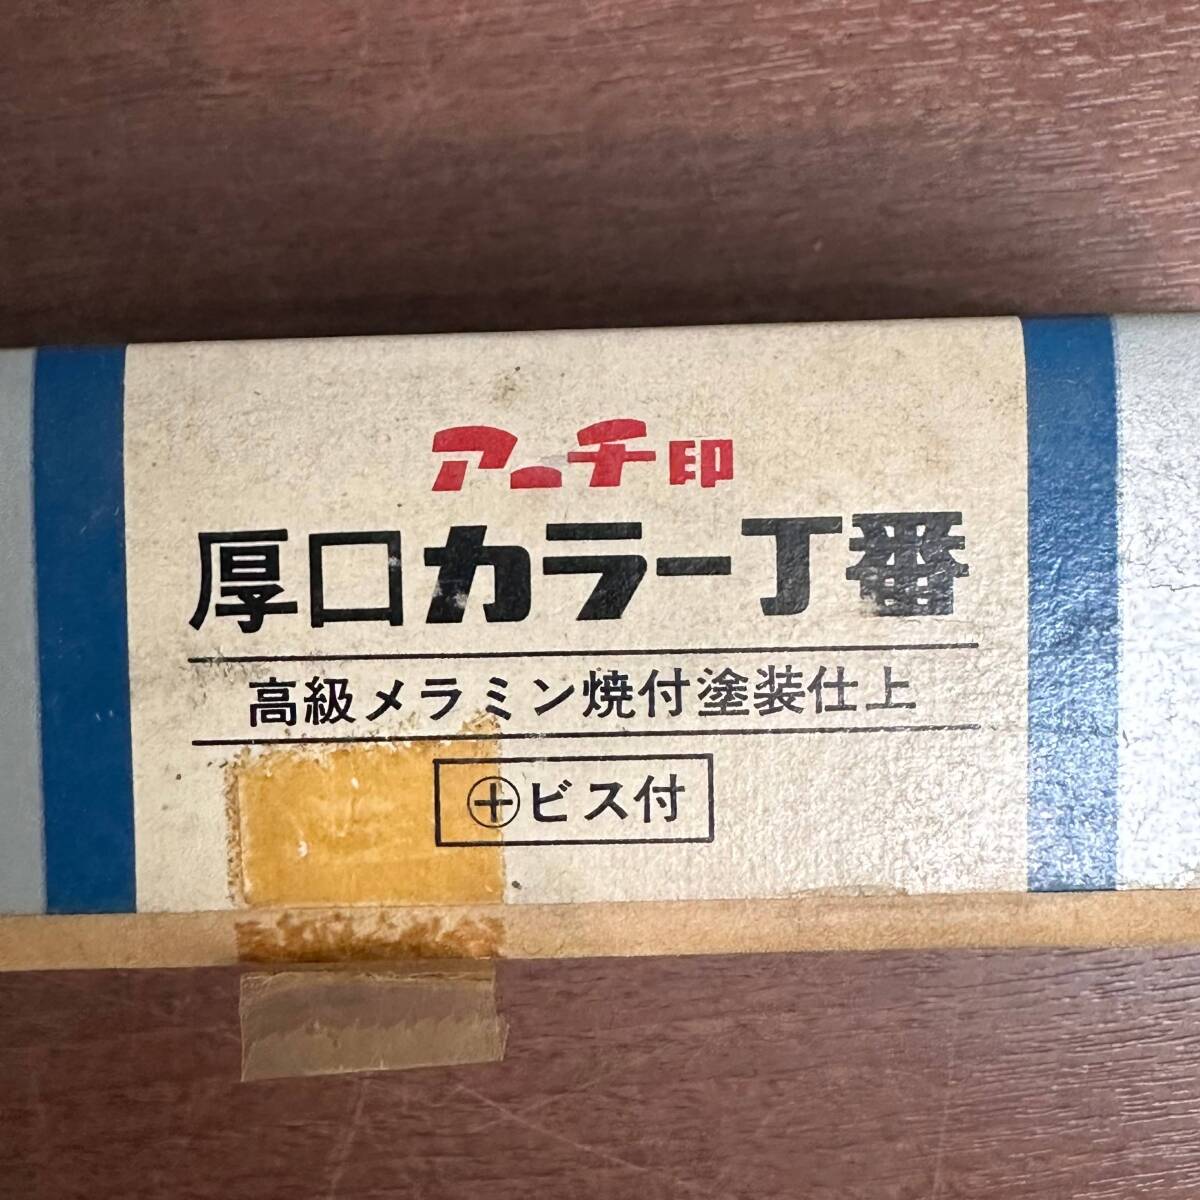 アーチ印
厚口カラー丁番
高級メラミン焼付塗装仕上
⊕ビス付